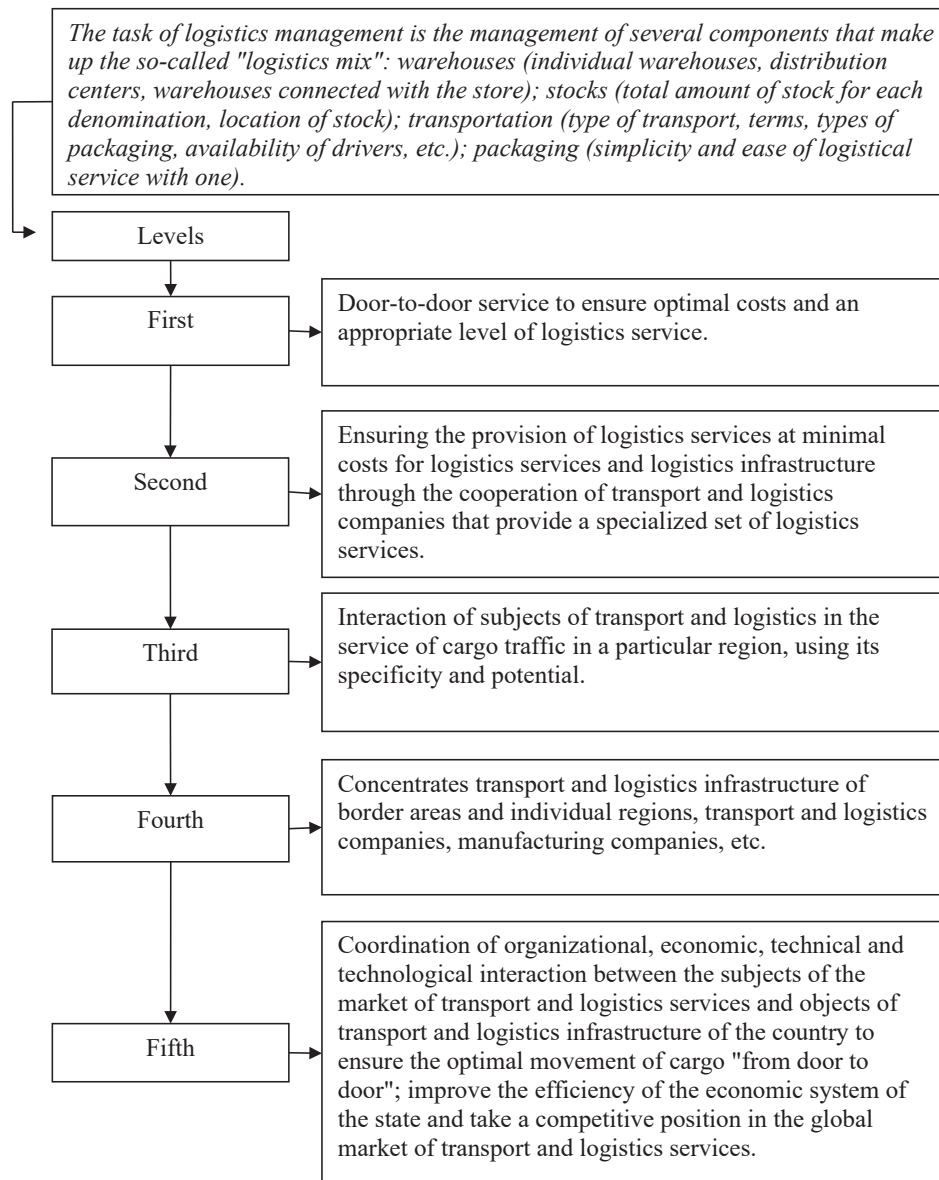 The task of logistics management is the management of several components that make
up the so-called "logistics mix": warehouses (individual warehouses, distribution
centers, warehouses connected with the store); stocks (total amount of stock for each
denomination, location of stock); transportation (type of transport, terms, types of
packaging, availability of drivers, etc.); packaging (simplicity and ease of logistical
service with one).
Levels
First
Door-to-door service to ensure optimal costs and an
appropriate level of logistics service.
Second
Ensuring the provision of logistics services at minimal
costs for logistics services and logistics infrastructure
through the cooperation of transport and logistics
companies that provide a specialized set of logistics
services.
Third
Interaction of subjects of transport and logistics in the
service of cargo traffic in a particular region, using its
specificity and potential.
Fourth
Concentrates transport and logistics infrastructure of
border areas and individual regions, transport and logistics
companies, manufacturing companies, etc.
Fifth
Coordination of organizational, economic, technical and
technological interaction between the subjects of the
market of transport and logistics services and objects of
transport and logistics infrastructure of the country to
ensure the optimal movement of cargo "from door to
door"; improve the efficiency of the economic system of
the state and take a competitive position in the global
market of transport and logistics services.